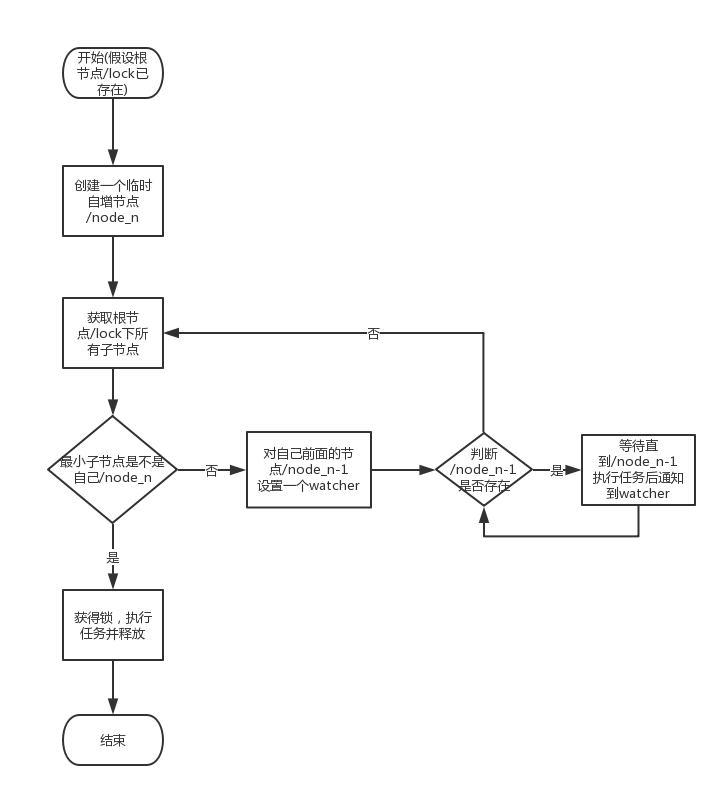 开始(假设根
节点/lock已
存在)
创建一个临时
自增节点
/node_n
获取根节
点/lock下所
有子节点
否
最小子节点是不是
自己/node_n
否
对自己前面的节
点/node_n-1
设置一个watcher
判断
/node_n-1
是否存在
是
等待直
到/node_n-1
执行任务后通知
到watcher
是
获得锁，执行
任务并释放
结束